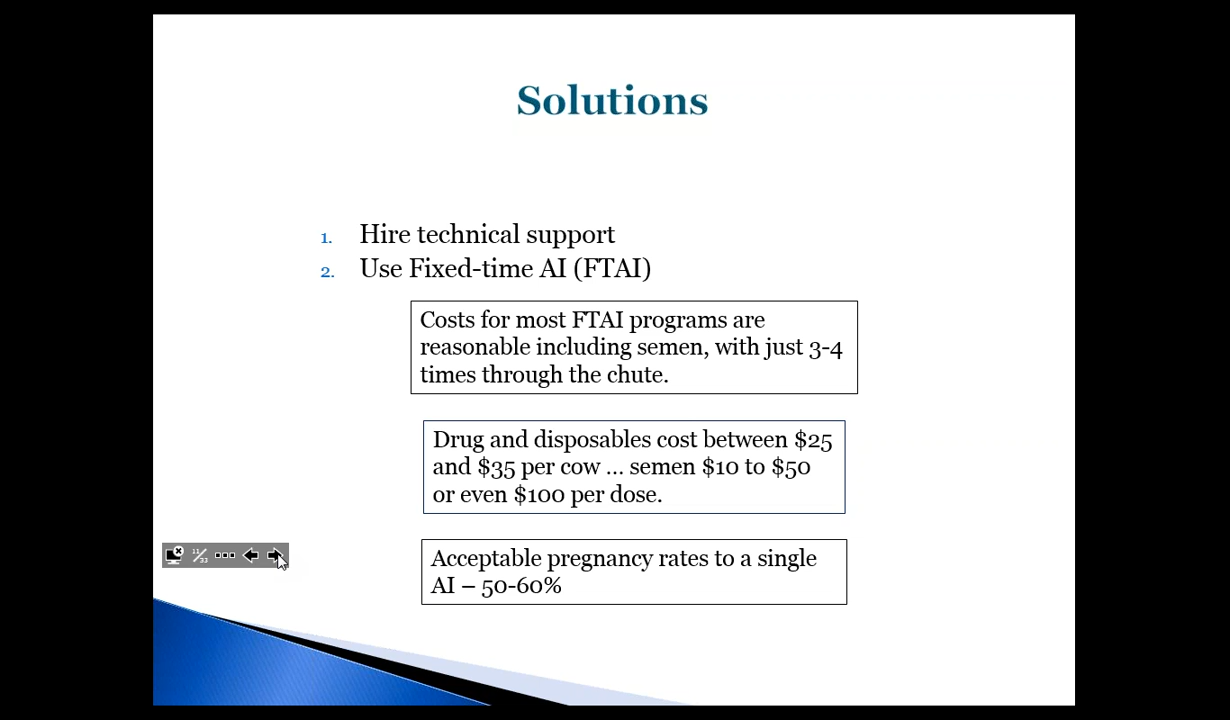 Solutions
1. Hire technical support
2. Use Fixed-time AI (FTAI)
Costs for most FTAI programs are
reasonable including semen, with just 3-4
times through the chute.
Drug and disposables cost between $25
and $35 per cow ... semen $10 to $50
or even $100 per dose.
11/33
Acceptable pregnancy rates to a single
AI – 50-60%